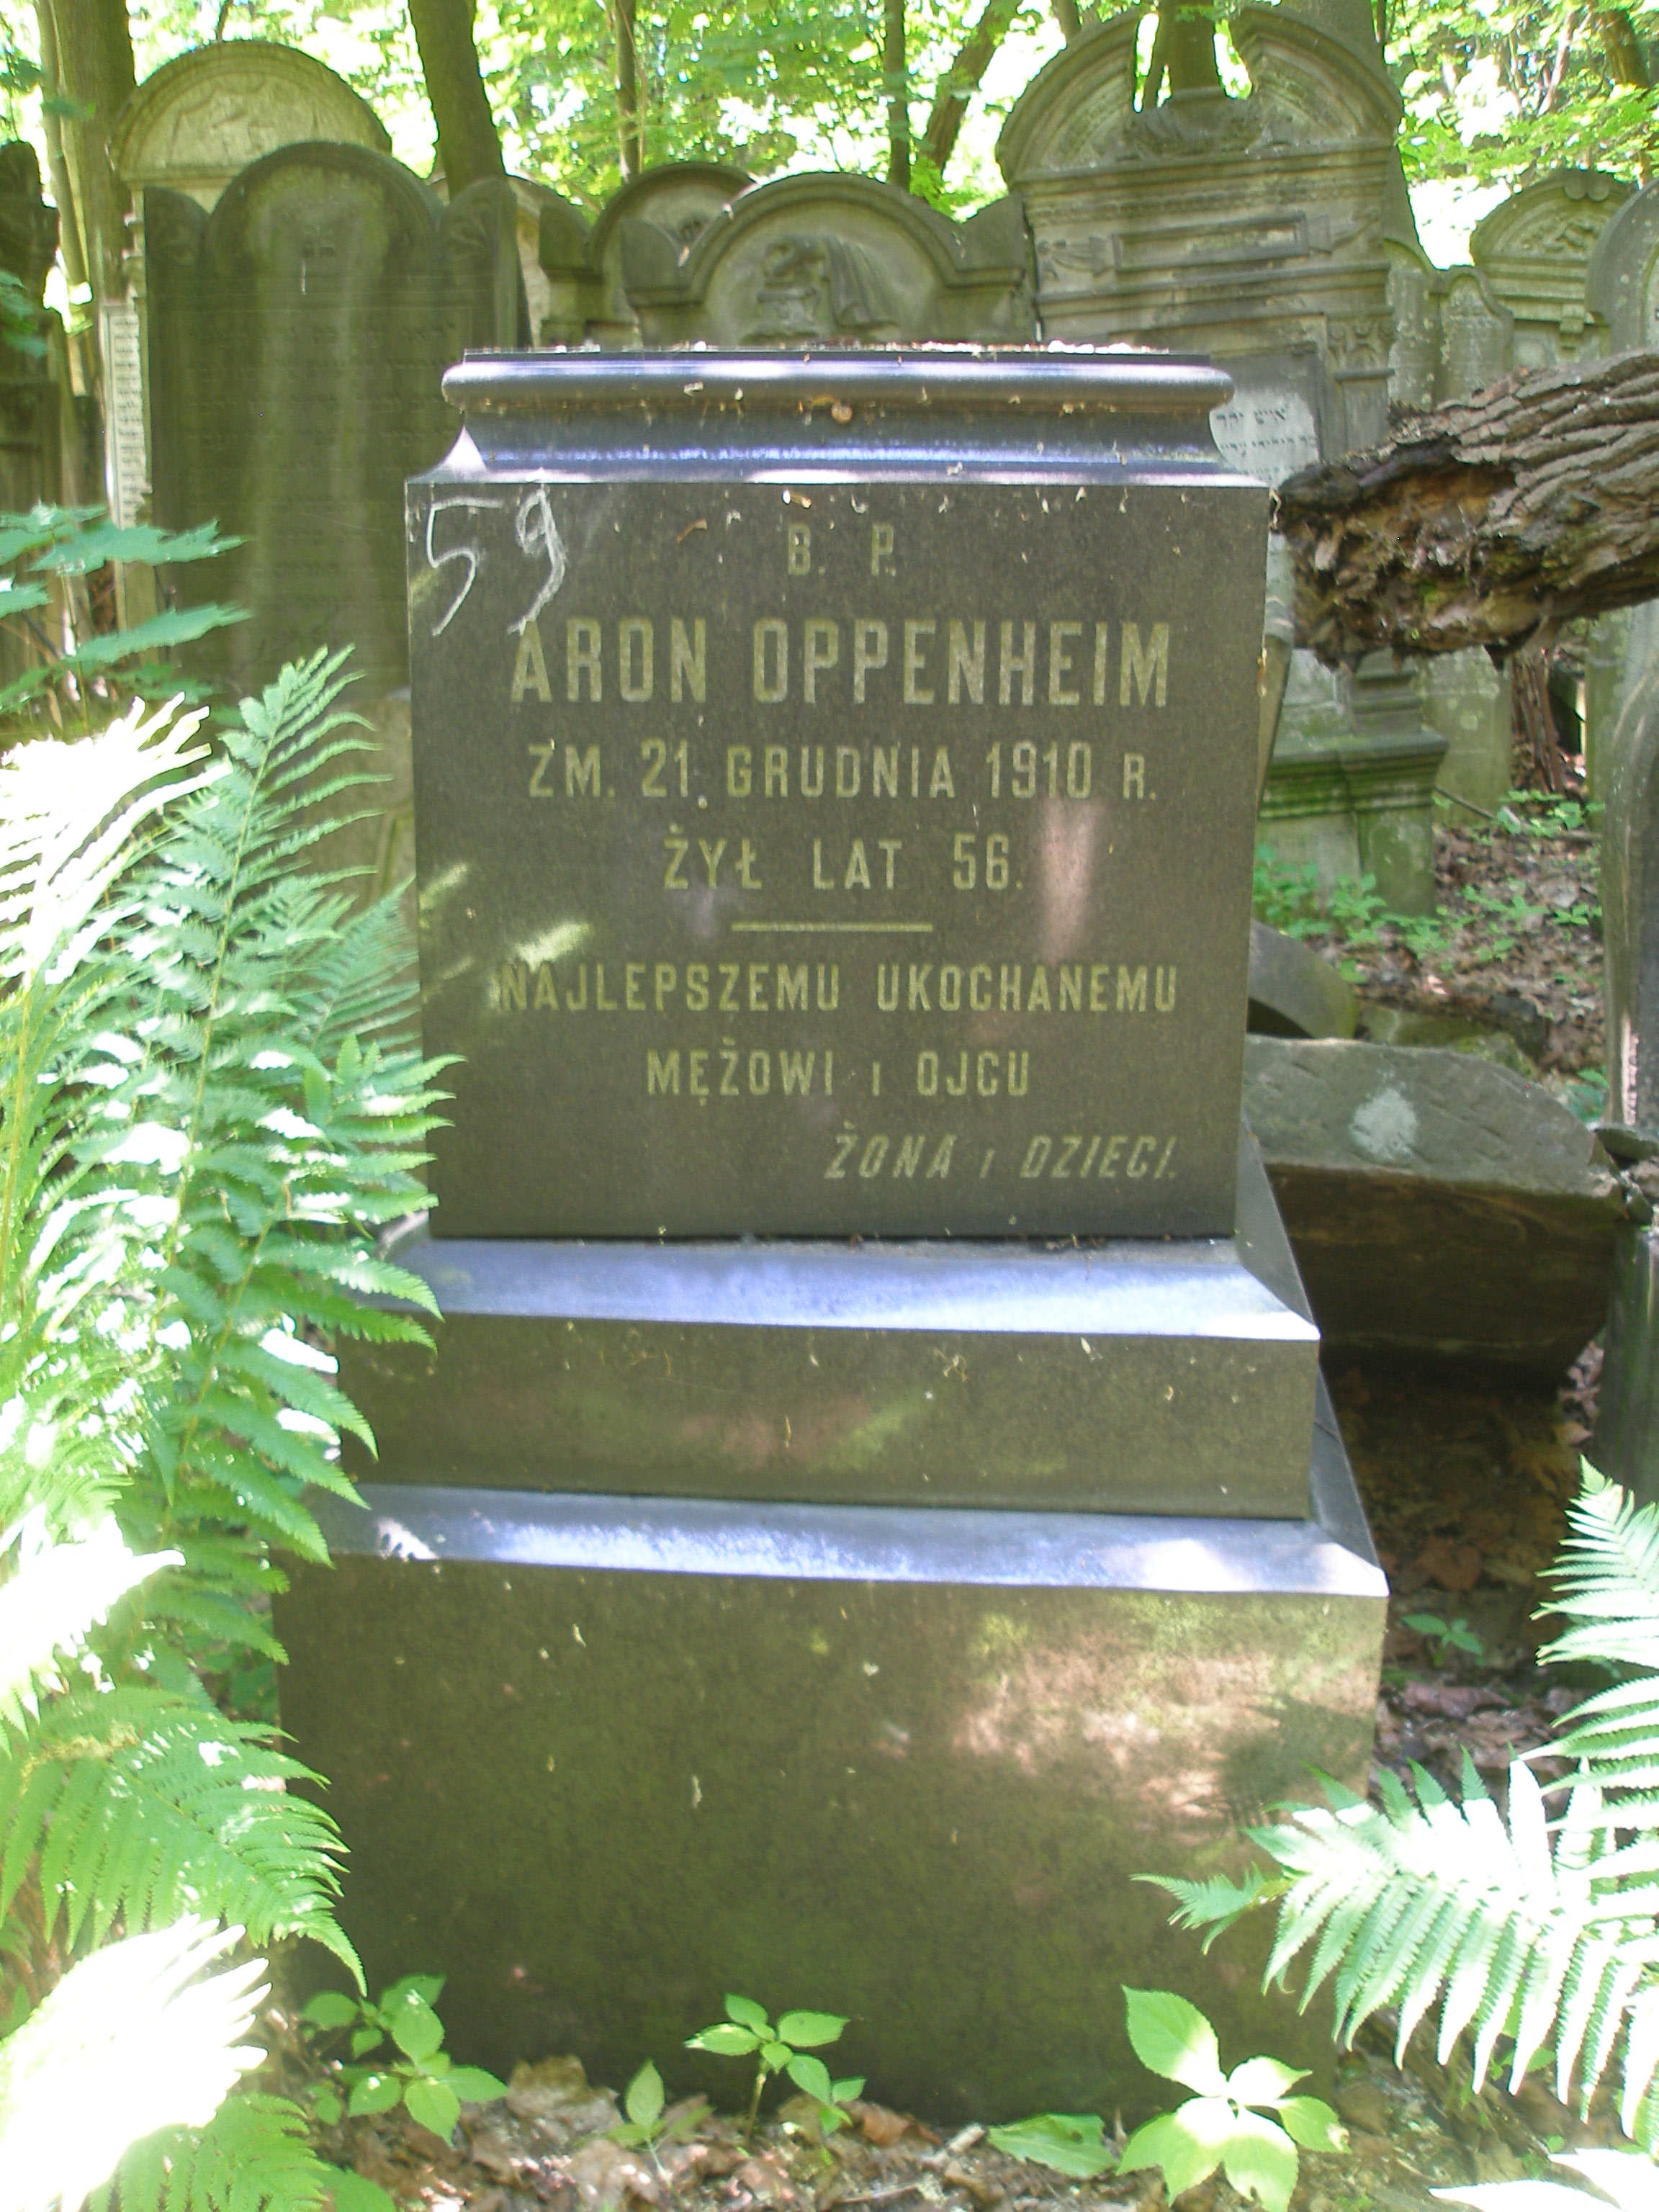 59
B. P.
ARON OPPENHEIM
ZM. 21 GRUDNIA 1910 R.
ŻYŁ LAT 56.
NAJLEPSZEMU UKOCHANEMU
MĘŻOWI I OJCU
ŻONA I DZIECI.